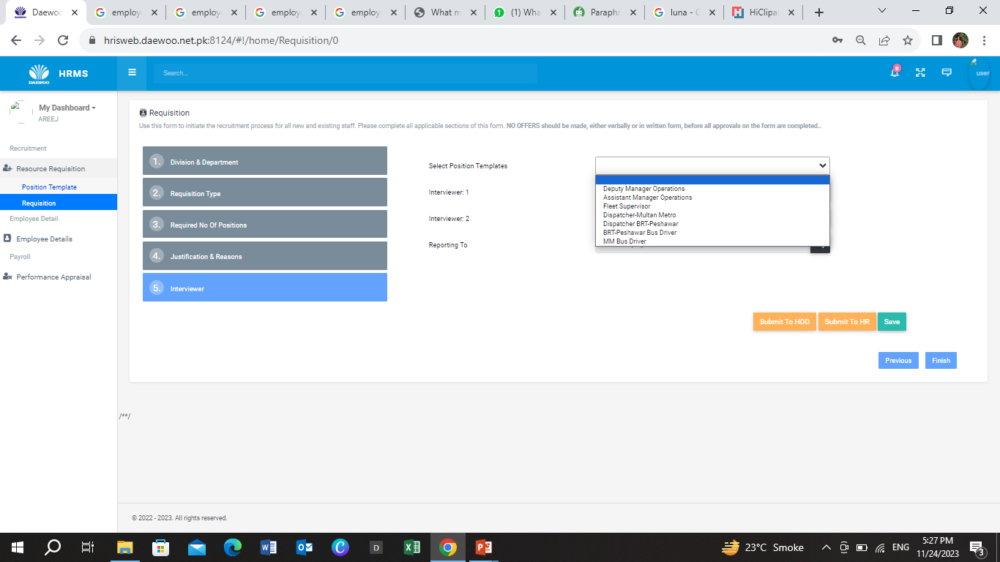 Daewoo
employ
employ
employ
employ
What m
(1) Wha
Paraphr
luna - G
HiClipa
hrisweb.daewoo.net.pk:8124/#!/home/Requisition/0
DAEWOO
HRMS
Search...
0
user
My Dashboard
AREEJ
Recruitment
Resource Requisition
Position Template
Requisition
Employee Detail
Employee Details
Payroll
Performance Appraisal
Requisition
Use this form to initiate the recruitment process for all new and existing staff. Please complete all applicable sections of this form. NO OFFERS should be made, either verbally or in written form, before all approvals on the form are completed..
1. Division & Department
2. Requisition Type
3. Required No Of Positions
4. Justification & Reasons
5. Interviewer
Select Position Templates
Deputy Manager Operations
Assistant Manager Operations
Fleet Supervisor
Dispatcher-Multan Metro
Dispatcher BRT-Peshawar
BRT-Peshawar Bus Driver
MM Bus Driver
Interviewer: 1
Interviewer: 2
Reporting To
Submit To HOD
Submit To HR
Save
Previous
Finish
/**/
© 2022 - 2023. All rights reserved.
23°C Smoke
ENG
5:27 PM
11/24/2023
3